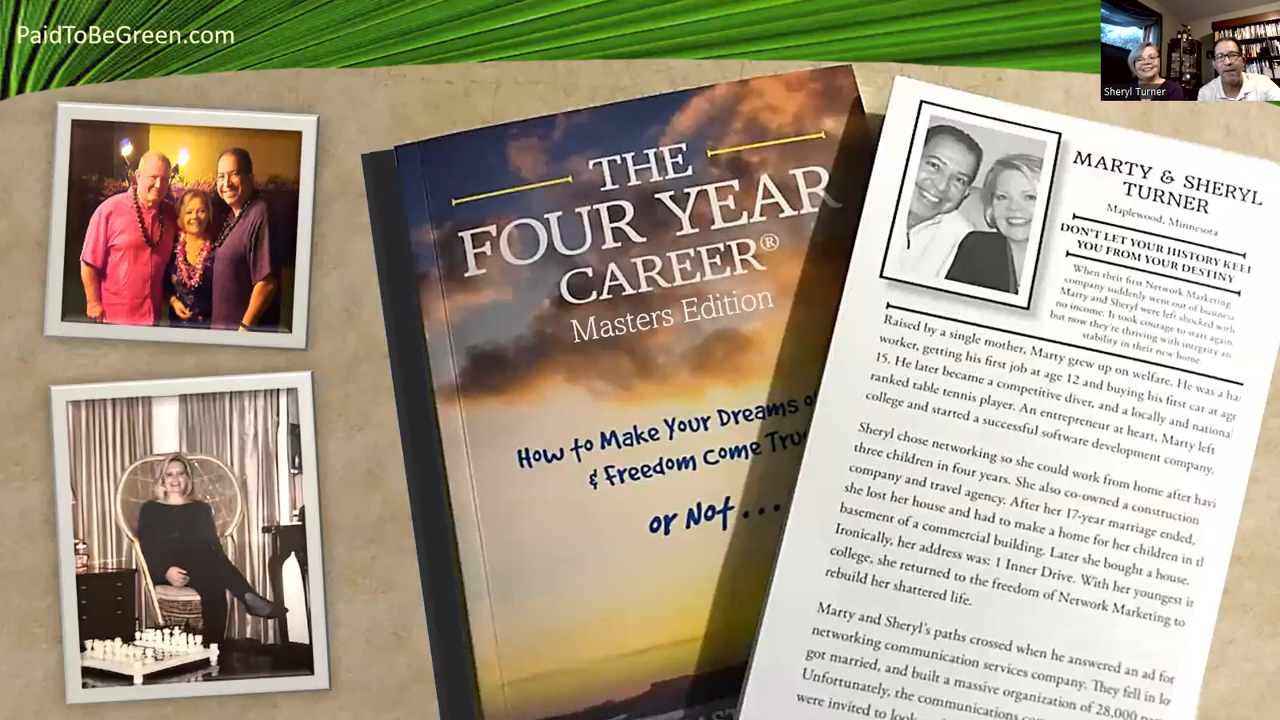 PaidToBeGreen.com
Sheryl Turner
THE
FOUR YEAR
CAREER®
Masters Edition
How to Make Your Dreams
& Freedom Come
or Not...
MARTY & SHERYL
TURNER
Maplewood, Minnesota
DON'T LET YOUR HISTORY
YOU FROM YOUR DESTINY
When their first Network Marketing
company suddenly went out of business
Marty and Sheryl were left shocked with
no income. It took courage to start again,
but now they're thriving with integrity
stability in their new home.
Raised by a single mother, Marty grew up on welfare. He was a
worker, getting his first job at age 12 and buying his first car at age
15. He later became a competitive diver, and a locally and
ranked table tennis player. An entrepreneur at heart, Marty left
college and started a successful software development company.
Sheryl chose networking so she could work from home after
three children in four years. She also co-owned a construction
company and travel agency. After her 17-year marriage ended,
she lost her house and had to make a home for her children in
basement of a commercial building. Later she bought a house.
Ironically, her address was: 1 Inner Drive. With her youngest
college, she returned to the freedom of Network Marketing to
rebuild her shattered life.
Marty and Sheryl's paths crossed when he answered an ad for
networking communication services company. They fell in
got married, and built a massive organization of 28,000
Unfortunately, the communications
were invited to